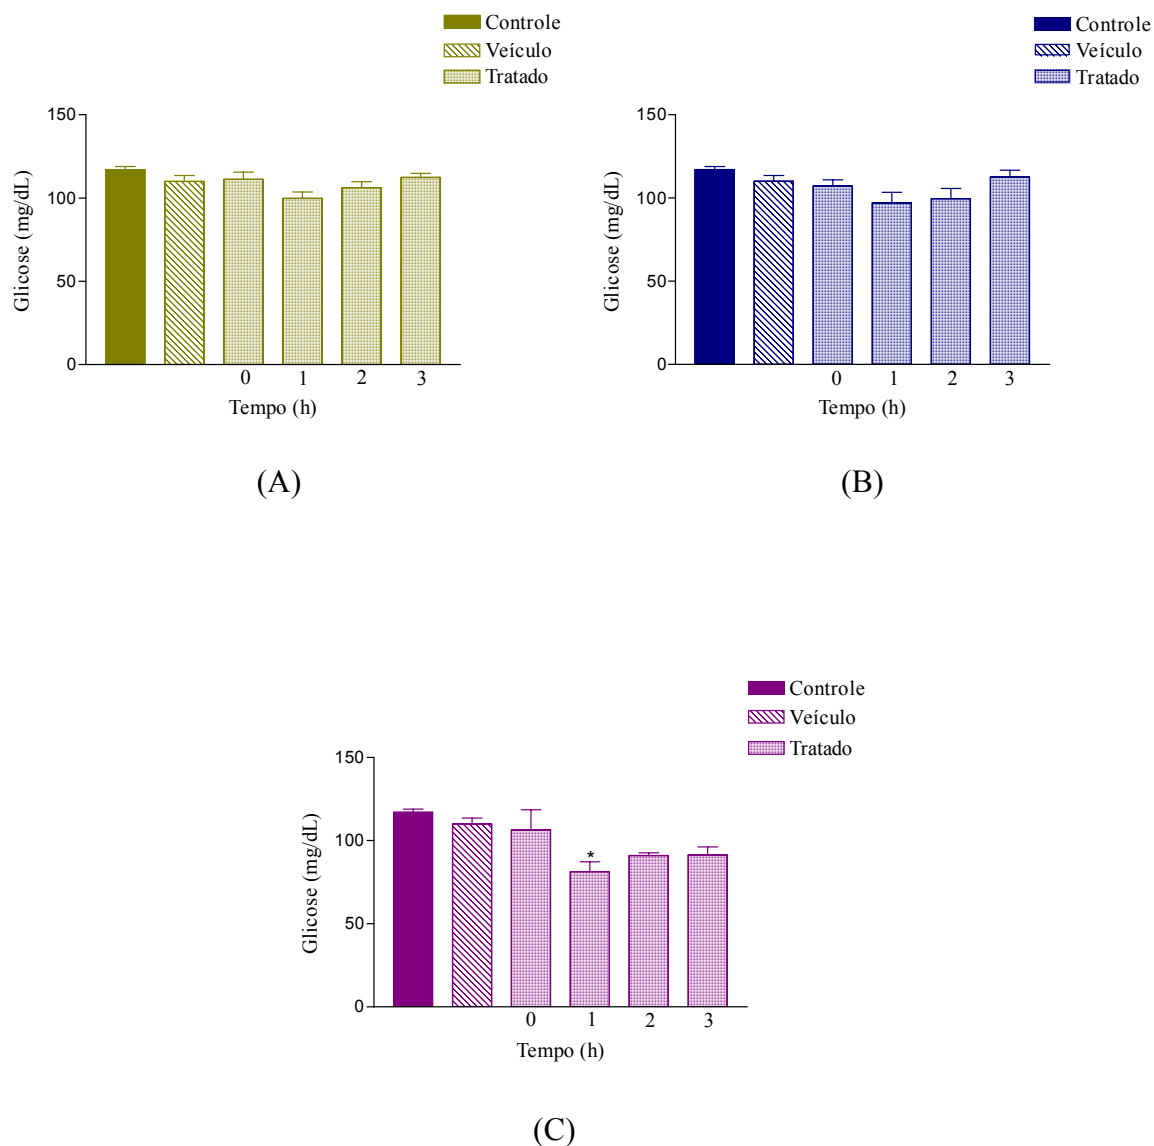 Controle
Veículo
Tratado
150
100
50
0
Glicose (mg/dL)
0 1 2 3
Tempo (h)
(A)
Controle
Veículo
Tratado
150
100
50
0
Glicose (mg/dL)
0 1 2 3
Tempo (h)
(B)
Controle
Veículo
Tratado
150
100
50
0
Glicose (mg/dL)
*
0 1 2 3
Tempo (h)
(C)